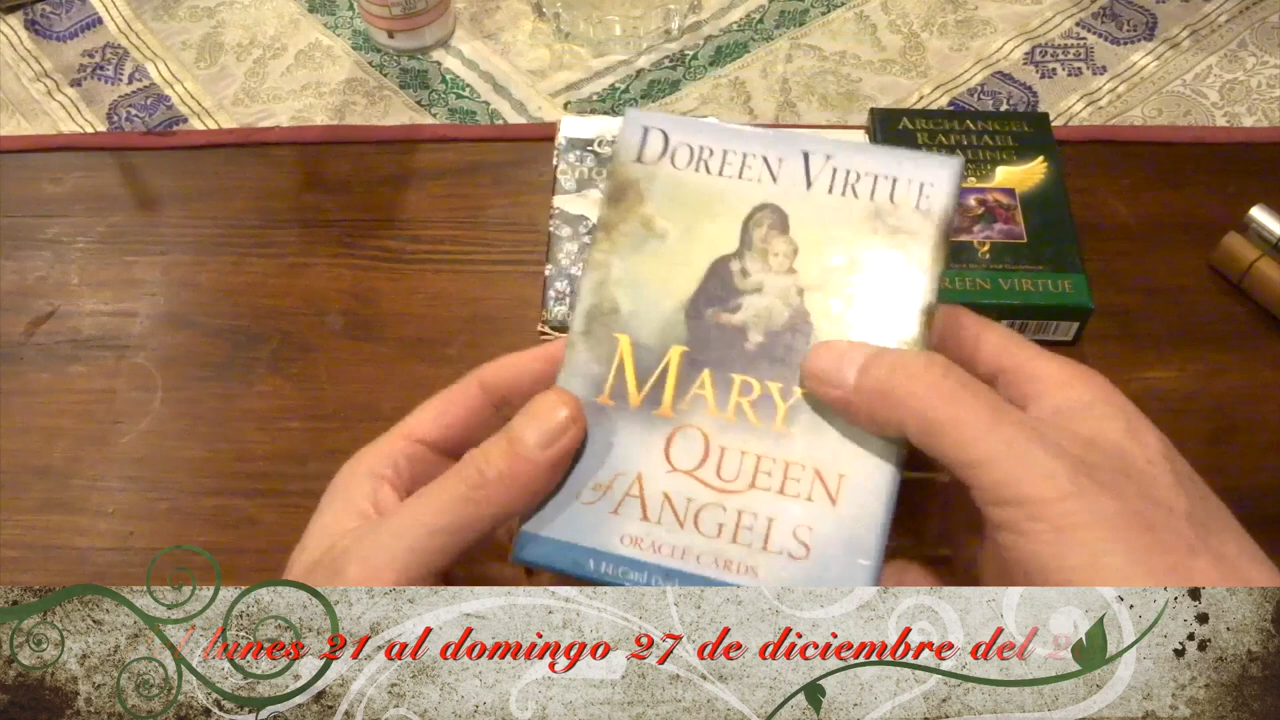 DOREEN VIRTUE
MARY
QUEEN
of ANGELS
ORACLE CARDS
ARCHANGEL
RAPHAEL
HEALING
REEN VIRTUE
lunes 21 al domingo 27 de diciembre del